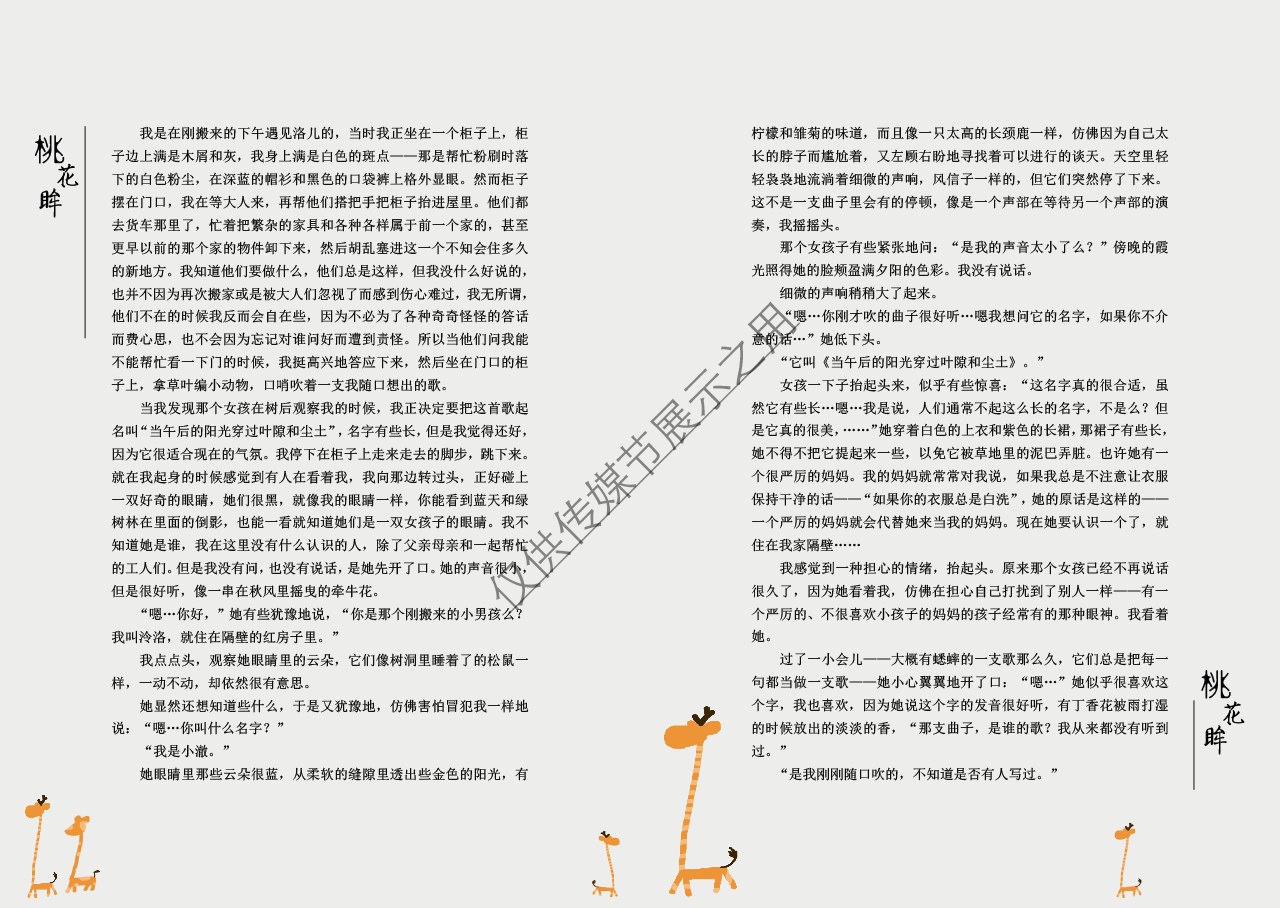 桃花眸
我是在刚搬来的下午遇见洛儿的，当时我正坐在一个柜子上，柜
子边上满是木屑和灰，我身上满是白色的斑点——那是帮忙粉刷时落
下的白色粉尘，在深蓝的帽衫和黑色的口袋裤上格外显眼。然而柜子
摆在门口，我在等大人来，再帮他们搭把手把柜子抬进屋里。他们都
去货车那里了，忙着把繁杂的家具和各种各样属于前一个家的，甚至
更早以前的那个家的物件卸下来，然后胡乱塞进这一个不知会住多久
的新地方。我知道他们要做什么，他们总是这样，但我没什么好说的，
也并不因为再次搬家或是被大人们忽视了而感到伤心难过，我无所谓，
他们不在的时候我反而会自在些，因为不必为了各种奇奇怪怪的答话
而费心思，也不会因为忘记对谁问好而遭到责怪。所以当他们问我能
不能帮忙看一下门的时候，我挺高兴地答应下来，然后坐在门口的柜
子上，拿草叶编小动物，口哨吹着一支我随口想出的歌。
当我发现那个女孩在树后观察我的时候，我正决定要把这首歌起
名叫“当午后的阳光穿过叶隙和尘土”，名字有些长，但是我觉得还好，
因为它很适合现在的气氛。我停下在柜子上走来走去的脚步，跳下来。
就在我起身的时候感觉到有人在看着我，我向那边转过头，正好碰上
一双好奇的眼睛，她们很黑，就像我的眼睛一样，你能看到蓝天和绿
树林在里面的倒影，也能一看就知道她们是一双女孩子的眼睛。我不
知道她是谁，我在这里没有什么认识的人，除了父亲母亲和一起帮忙
的工人们。但是我没有问，也没有说话，是她先开了口。她的声音很小，
但是很好听，像一串在秋风里摇曳的牵牛花。
“嗯…你好，”她有些犹豫地说，“你是那个刚搬来的小男孩么？
我叫泠洛，就住在隔壁的红房子里。”
我点点头，观察她眼睛里的云朵，它们像树洞里睡着了的松鼠一
样，一动不动，却依然很有意思。
她显然还想知道些什么，于是又犹豫地，仿佛害怕冒犯我一样地
说：“嗯…你叫什么名字？”
“我是小澈。”
她眼睛里那些云朵很蓝，从柔软的缝隙里透出些金色的阳光，有
柠檬和雏菊的味道，而且像一只太高的长颈鹿一样，仿佛因为自己太
长的脖子而尴尬着，又左顾右盼地寻找着可以进行的谈天。天空里轻
轻袅袅地流淌着细微的声响，风信子一样的，但它们突然停了下来。
这不是一支曲子里会有的停顿，像是一个声部在等待另一个声部的演
奏，我摇摇头。
那个女孩子有些紧张地问：“是我的声音太小了么？”傍晚的霞
光照得她的脸颊盈满夕阳的色彩。我没有说话。
细微的声响稍稍大了起来。
“嗯…你刚才吹的曲子很好听…嗯我想问它的名字，如果你不介
意的话…”她低下头。
“它叫《当午后的阳光穿过叶隙和尘土》。”
女孩一下子抬起头来，似乎有些惊喜：“这名字真的很合适，虽
然它有些长…嗯…我是说，人们通常不起这么长的名字，不是么？但
是它真的很美，……”她穿着白色的上衣和紫色的长裙，那裙子有些长，
她不得不把它提起来一些，以免它被草地里的泥巴弄脏。也许她有一
个很严厉的妈妈。我的妈妈就常常对我说，如果我总是不注意让衣服
保持干净的话——“如果你的衣服总是白洗”，她的原话是这样的——
一个严厉的妈妈就会代替她来当我的妈妈。现在她要认识一个了，就
住在我家隔壁……
我感觉到一种担心的情绪，抬起头。原来那个女孩已经不再说话
很久了，因为她看着我，仿佛在担心自己打扰到了别人一样——有一
个严厉的、不很喜欢小孩子的妈妈的孩子经常有的那种眼神。我看着
她。
过了一小会儿——大概有蟋蟀的一支歌那么久，它们总是把每一
句都当做一支歌——她小心翼翼地开了口：“嗯…”她似乎很喜欢这
个字，我也喜欢，因为她说这个字的发音很好听，有丁香花被雨打湿
的时候放出的淡淡的香，“那支曲子，是谁的歌？我从来都没有听到
过。”
“是我刚刚随口吹的，不知道是否有人写过。”
桃花眸
仅供传媒节展示之用